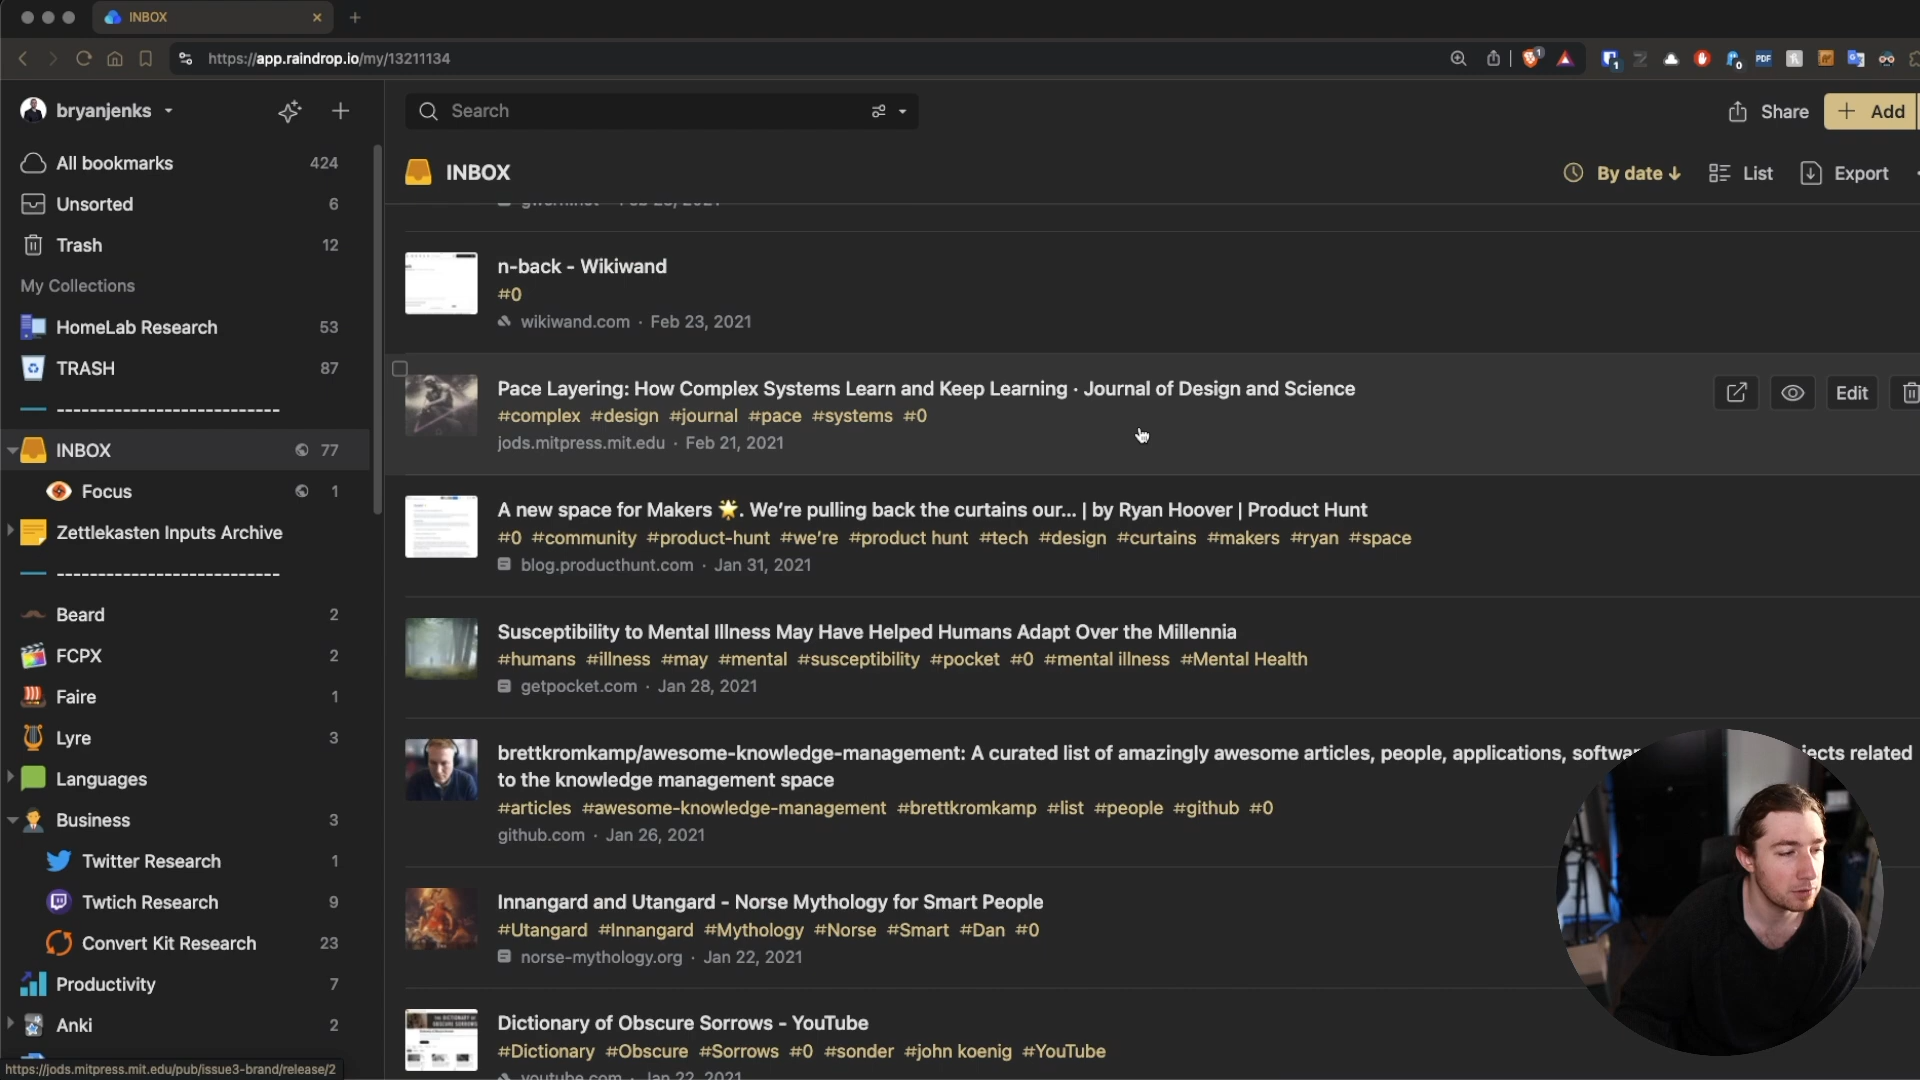 INBOX
https://app.raindrop.io/my/13211134
bryanjenks
All bookmarks 424
Unsorted 6
Trash 12
My Collections
HomeLab Research 53
TRASH 87
---------------------------
INBOX 77
Focus 1
Zettlekasten Inputs Archive
---------------------------
Beard 2
FCPX 2
Faire 1
Lyre 3
Languages
Business 3
Twitter Research 1
Twtich Research 9
Convert Kit Research 23
Productivity 7
Anki 2
https://jods.mitpress.mit.edu/pub/issue3-brand/release/2
Search
Share
+ Add
INBOX
By date ↓
List
Export
n-back - Wikiwand
#0
wikiwand.com · Feb 23, 2021
Pace Layering: How Complex Systems Learn and Keep Learning · Journal of Design and Science
#complex #design #journal #pace #systems #0
jods.mitpress.mit.edu · Feb 21, 2021
Edit
A new space for Makers 🌟. We’re pulling back the curtains our... | by Ryan Hoover | Product Hunt
#0 #community #product-hunt #we’re #product hunt #tech #design #curtains #makers #ryan #space
blog.producthunt.com · Jan 31, 2021
Susceptibility to Mental Illness May Have Helped Humans Adapt Over the Millennia
#humans #illness #may #mental #susceptibility #pocket #0 #mental illness #Mental Health
getpocket.com · Jan 28, 2021
brettkromkamp/awesome-knowledge-management: A curated list of amazingly awesome articles, people, applications, related
to the knowledge management space
#articles #awesome-knowledge-management #brettkromkamp #list #people #github #0
github.com · Jan 26, 2021
Innangard and Utangard - Norse Mythology for Smart People
#Utangard #Innangard #Mythology #Norse #Smart #Dan #0
norse-mythology.org · Jan 22, 2021
Dictionary of Obscure Sorrows - YouTube
#Dictionary #Obscure #Sorrows #0 #sonder #john koenig #YouTube
youtube.com · Jan 22, 2021